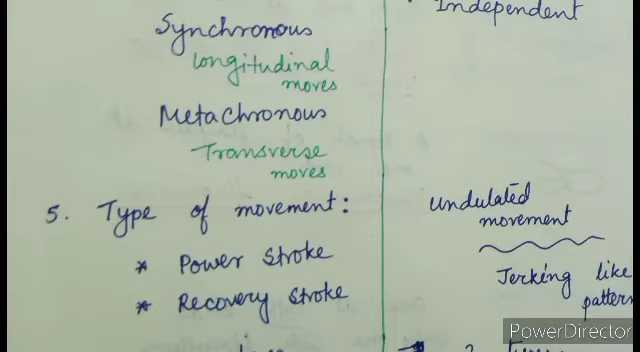 Synchronous
Longitudinal
moves
Metachronous
Transverse
moves
5. Type of movement:
* Power Stroke
* Recovery Stroke
Independent
Undulated
movement
Jerking like
pattern
PowerDirector